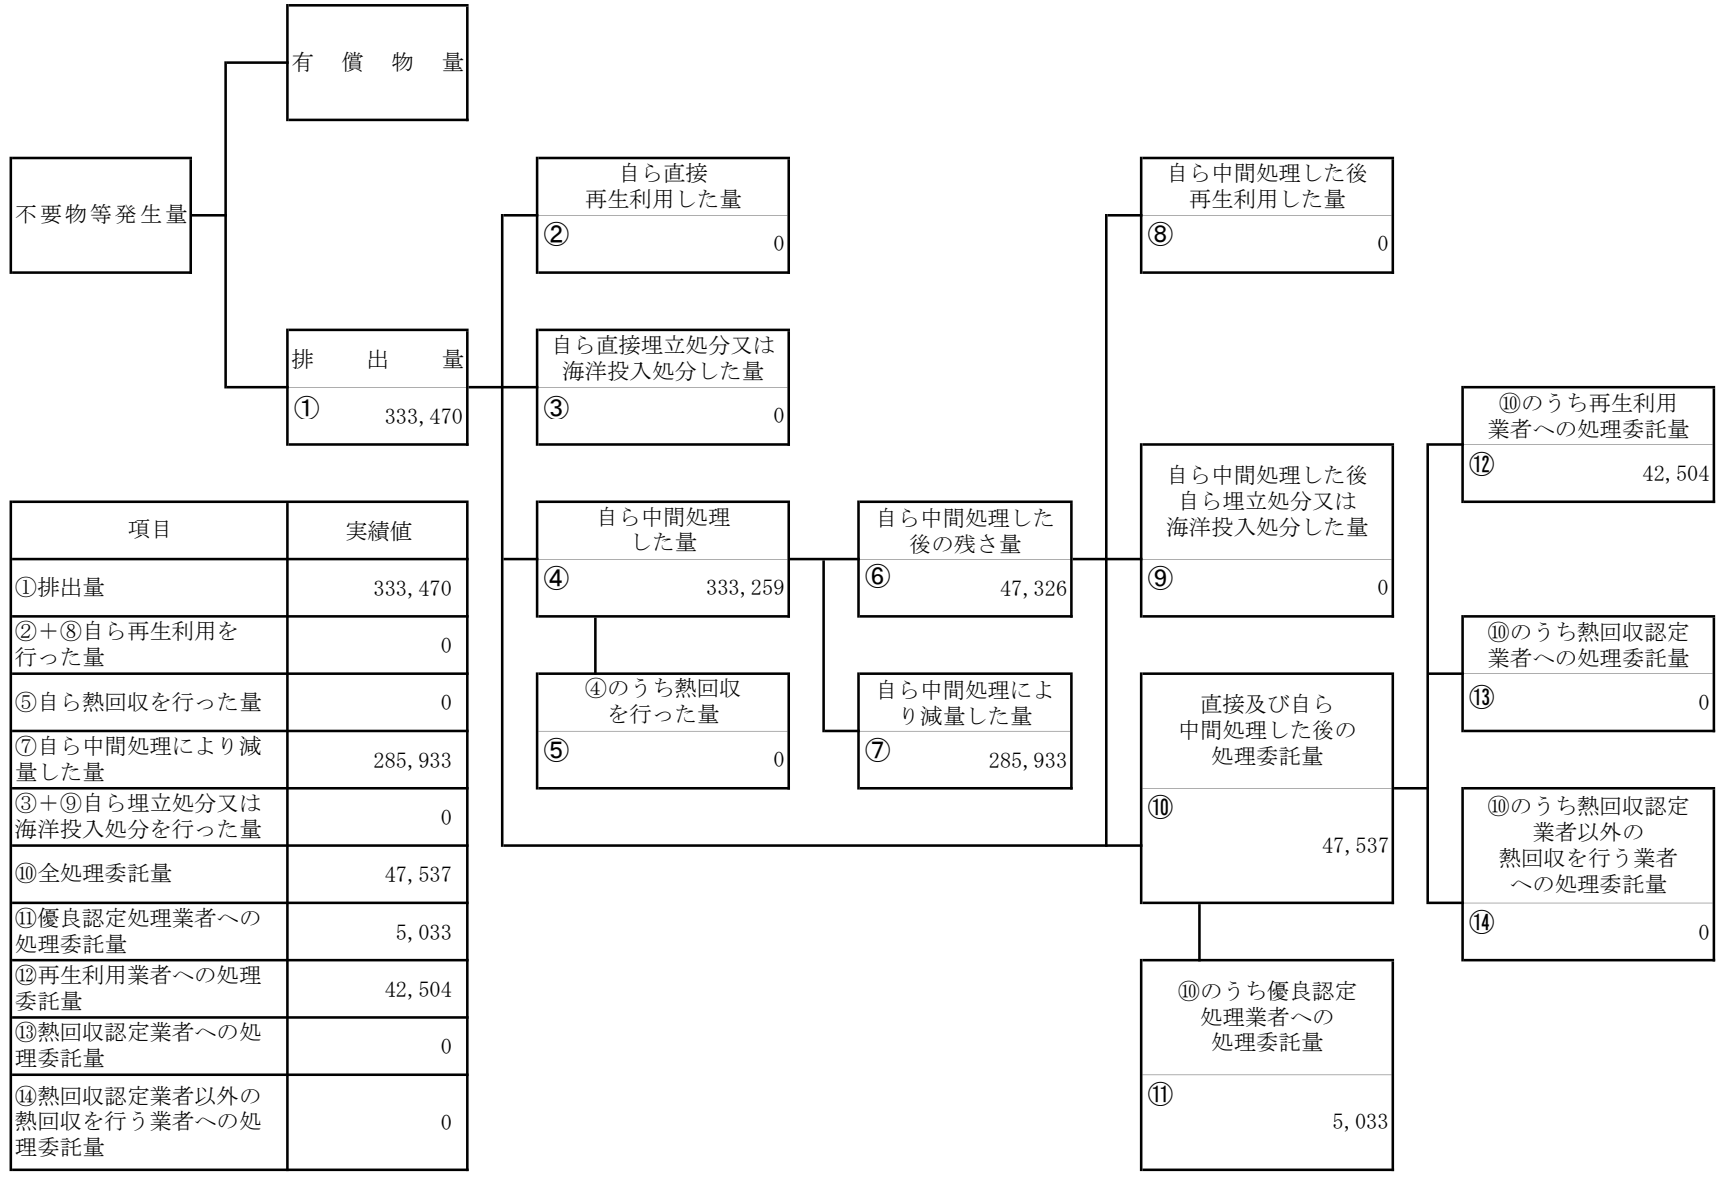 有償物量
不要物等発生量
排出量
① 333,470
自ら直接
再生利用した量
② 0
自ら直接埋立処分又は
海洋投入処分した量
③ 0
自ら中間処理
した量
④ 333,259
④のうち熱回収
を行った量
⑤ 0
自ら中間処理した
後の残さ量
⑥ 47,326
自ら中間処理によ
り減量した量
⑦ 285,933
自ら中間処理した後
再生利用した量
⑧ 0
自ら中間処理した後
自ら埋立処分又は
海洋投入処分した量
⑨ 0
直接及び自ら
中間処理した後の
処理委託量
⑩
47,537
⑩のうち優良認定
処理業者への
処理委託量
⑪
5,033
⑩のうち再生利用
業者への処理委託量
⑫ 42,504
⑩のうち熱回収認定
業者への処理委託量
⑬ 0
⑩のうち熱回収認定
業者以外の
熱回収を行う業者
への処理委託量
⑭ 0
項目 実績値
①排出量 333,470
②＋⑧自ら再生利用を
行った量 0
⑤自ら熱回収を行った量 0
⑦自ら中間処理により減
量した量 285,933
③＋⑨自ら埋立処分又は
海洋投入処分を行った量 0
⑩全処理委託量 47,537
⑪優良認定処理業者への
処理委託量 5,033
⑫再生利用業者への処理
委託量 42,504
⑬熱回収認定業者への処
理委託量 0
⑭熱回収認定業者以外の
熱回収を行う業者への処
理委託量 0